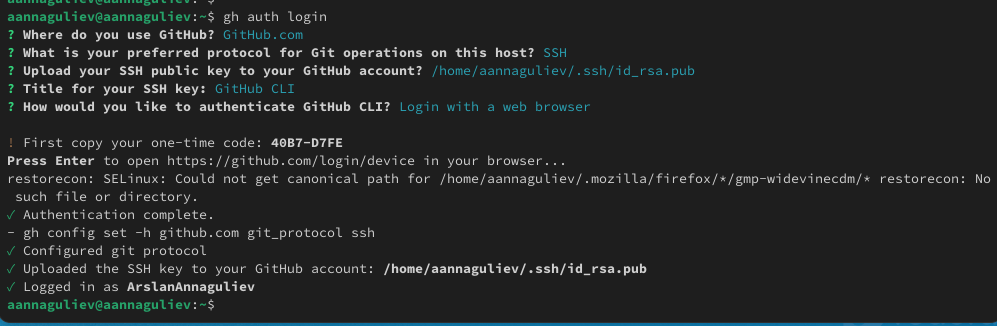 aannaguliev@aannaguliev:~$ gh auth login
? Where do you use GitHub? GitHub.com
? What is your preferred protocol for Git operations on this host? SSH
? Upload your SSH public key to your GitHub account? /home/aannaguliev/.ssh/id_rsa.pub
? Title for your SSH key: GitHub CLI
? How would you like to authenticate GitHub CLI? Login with a web browser
! First copy your one-time code: 40B7-D7FE
Press Enter to open https://github.com/login/device in your browser...
restorecon: SELinux: Could not get canonical path for /home/aannaguliev/.mozilla/firefox/*/gmp-widevinecdm/* restorecon: No
such file or directory.
✓ Authentication complete.
- gh config set -h github.com git_protocol ssh
✓ Configured git protocol
✓ Uploaded the SSH key to your GitHub account: /home/aannaguliev/.ssh/id_rsa.pub
✓ Logged in as ArslanAnnaguliev
aannaguliev@aannaguliev:~$